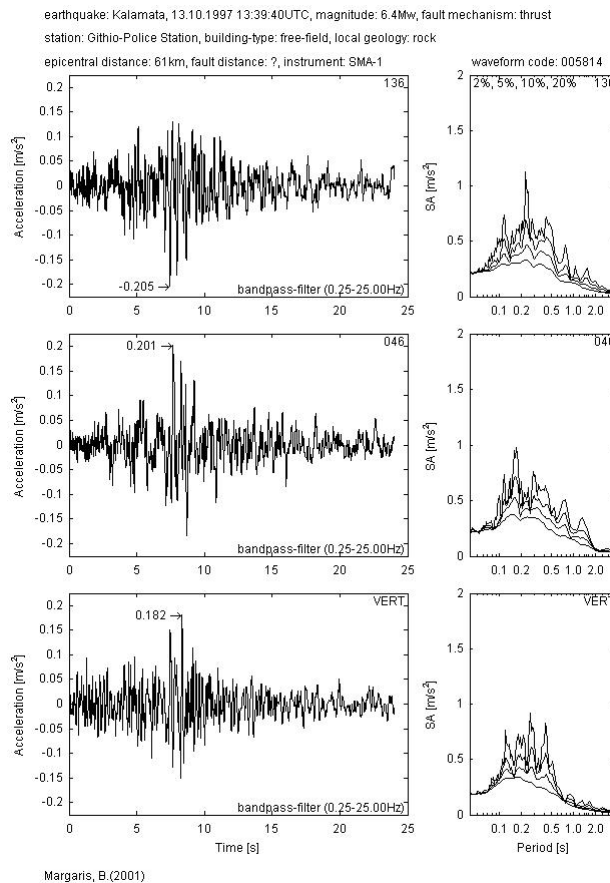 earthquake: Kalamata, 13.10.1997 13:39:40UTC, magnitude: 6.4Mw, fault mechanism: thrust
station: Githio-Police Station, building-type: free-field, local geology: rock
epicentral distance: 61km, fault distance: ?, instrument: SMA-1
waveform code: 005814
136
Acceleration [m/s²]
0.2
0.15
0.1
0.05
0
-0.05
-0.1
-0.15
-0.2
-0.205
bandpass-filter (0.25-25.00Hz)
0 5 10 15 20 25
2%, 5%, 10%, 20%
SA [m/s²]
2
1.5
1
0.5
0
0.1 0.2 0.5 1.0 2.0
046
Acceleration [m/s²]
0.2
0.15
0.1
0.05
0
-0.05
-0.1
-0.15
-0.2
0.201
bandpass-filter (0.25-25.00Hz)
0 5 10 15 20 25
SA [m/s²]
2
1.5
1
0.5
0
0.1 0.2 0.5 1.0 2.0
VERT
Acceleration [m/s²]
0.2
0.15
0.1
0.05
0
-0.05
-0.1
-0.15
-0.2
0.182
bandpass-filter (0.25-25.00Hz)
0 5 10 15 20 25
Time [s]
VERT
SA [m/s²]
2
1.5
1
0.5
0
0.1 0.2 0.5 1.0 2.0
Period [s]
Margaris, B.(2001)